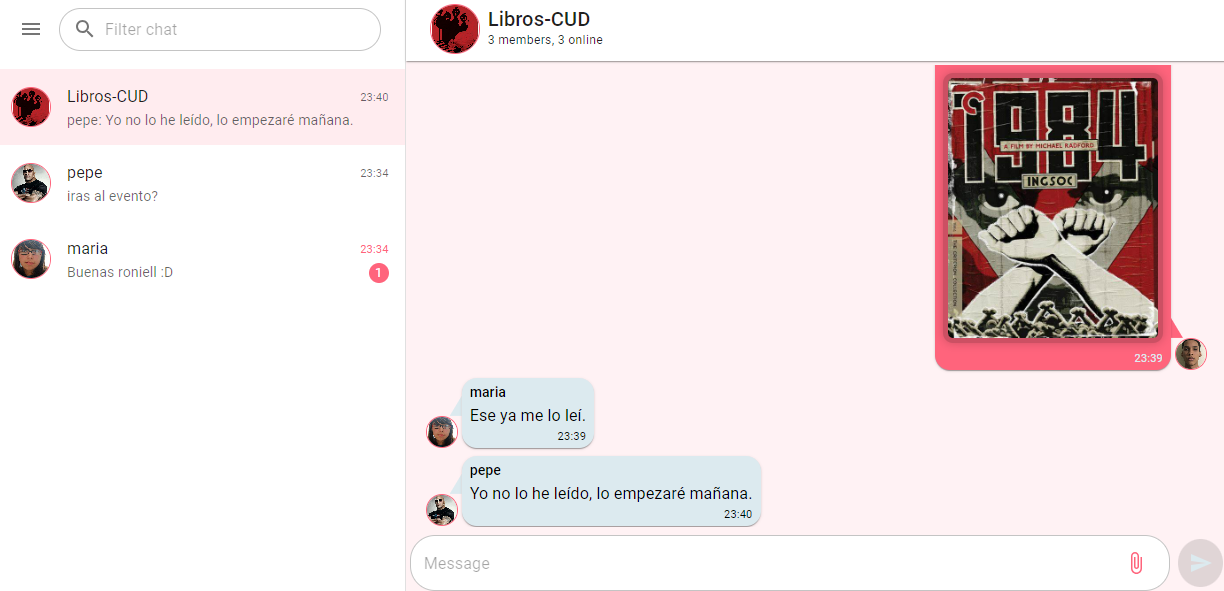 Filter chat
Libros-CUD
23:40
pepe: Yo no lo he leído, lo empezaré mañana.
pepe
23:34
iras al evento?
maria
23:34
Buenas roniell :D
1
Libros-CUD
3 members, 3 online
1984
A FILM BY MICHAEL RADFORD
INGSOC
THE CRITERION COLLECTION
23:39
maria
Ese ya me lo leí.
23:39
pepe
Yo no lo he leído, lo empezaré mañana.
23:40
Message